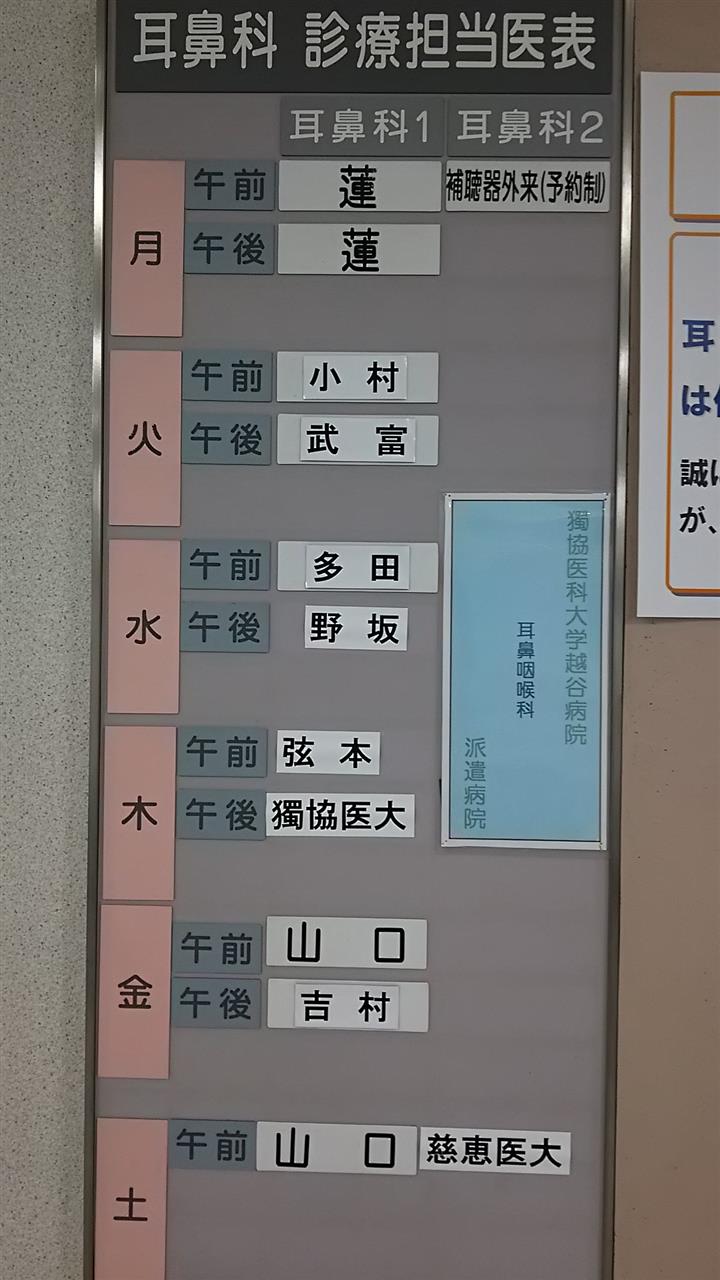 耳鼻科 診療担当医表
耳鼻科1 耳鼻科2
月
午前 蓮 補聴器外来(予約制)
午後 蓮
火
午前 小村
午後 武富
水
午前 多田
午後 野坂
木
午前 弦本
午後 獨協医大
金
午前 山口
午後 吉村
土
午前 山口 慈恵医大
獨協医科大学越谷病院
耳鼻咽喉科
派遣病院
耳
は
誠に
が、